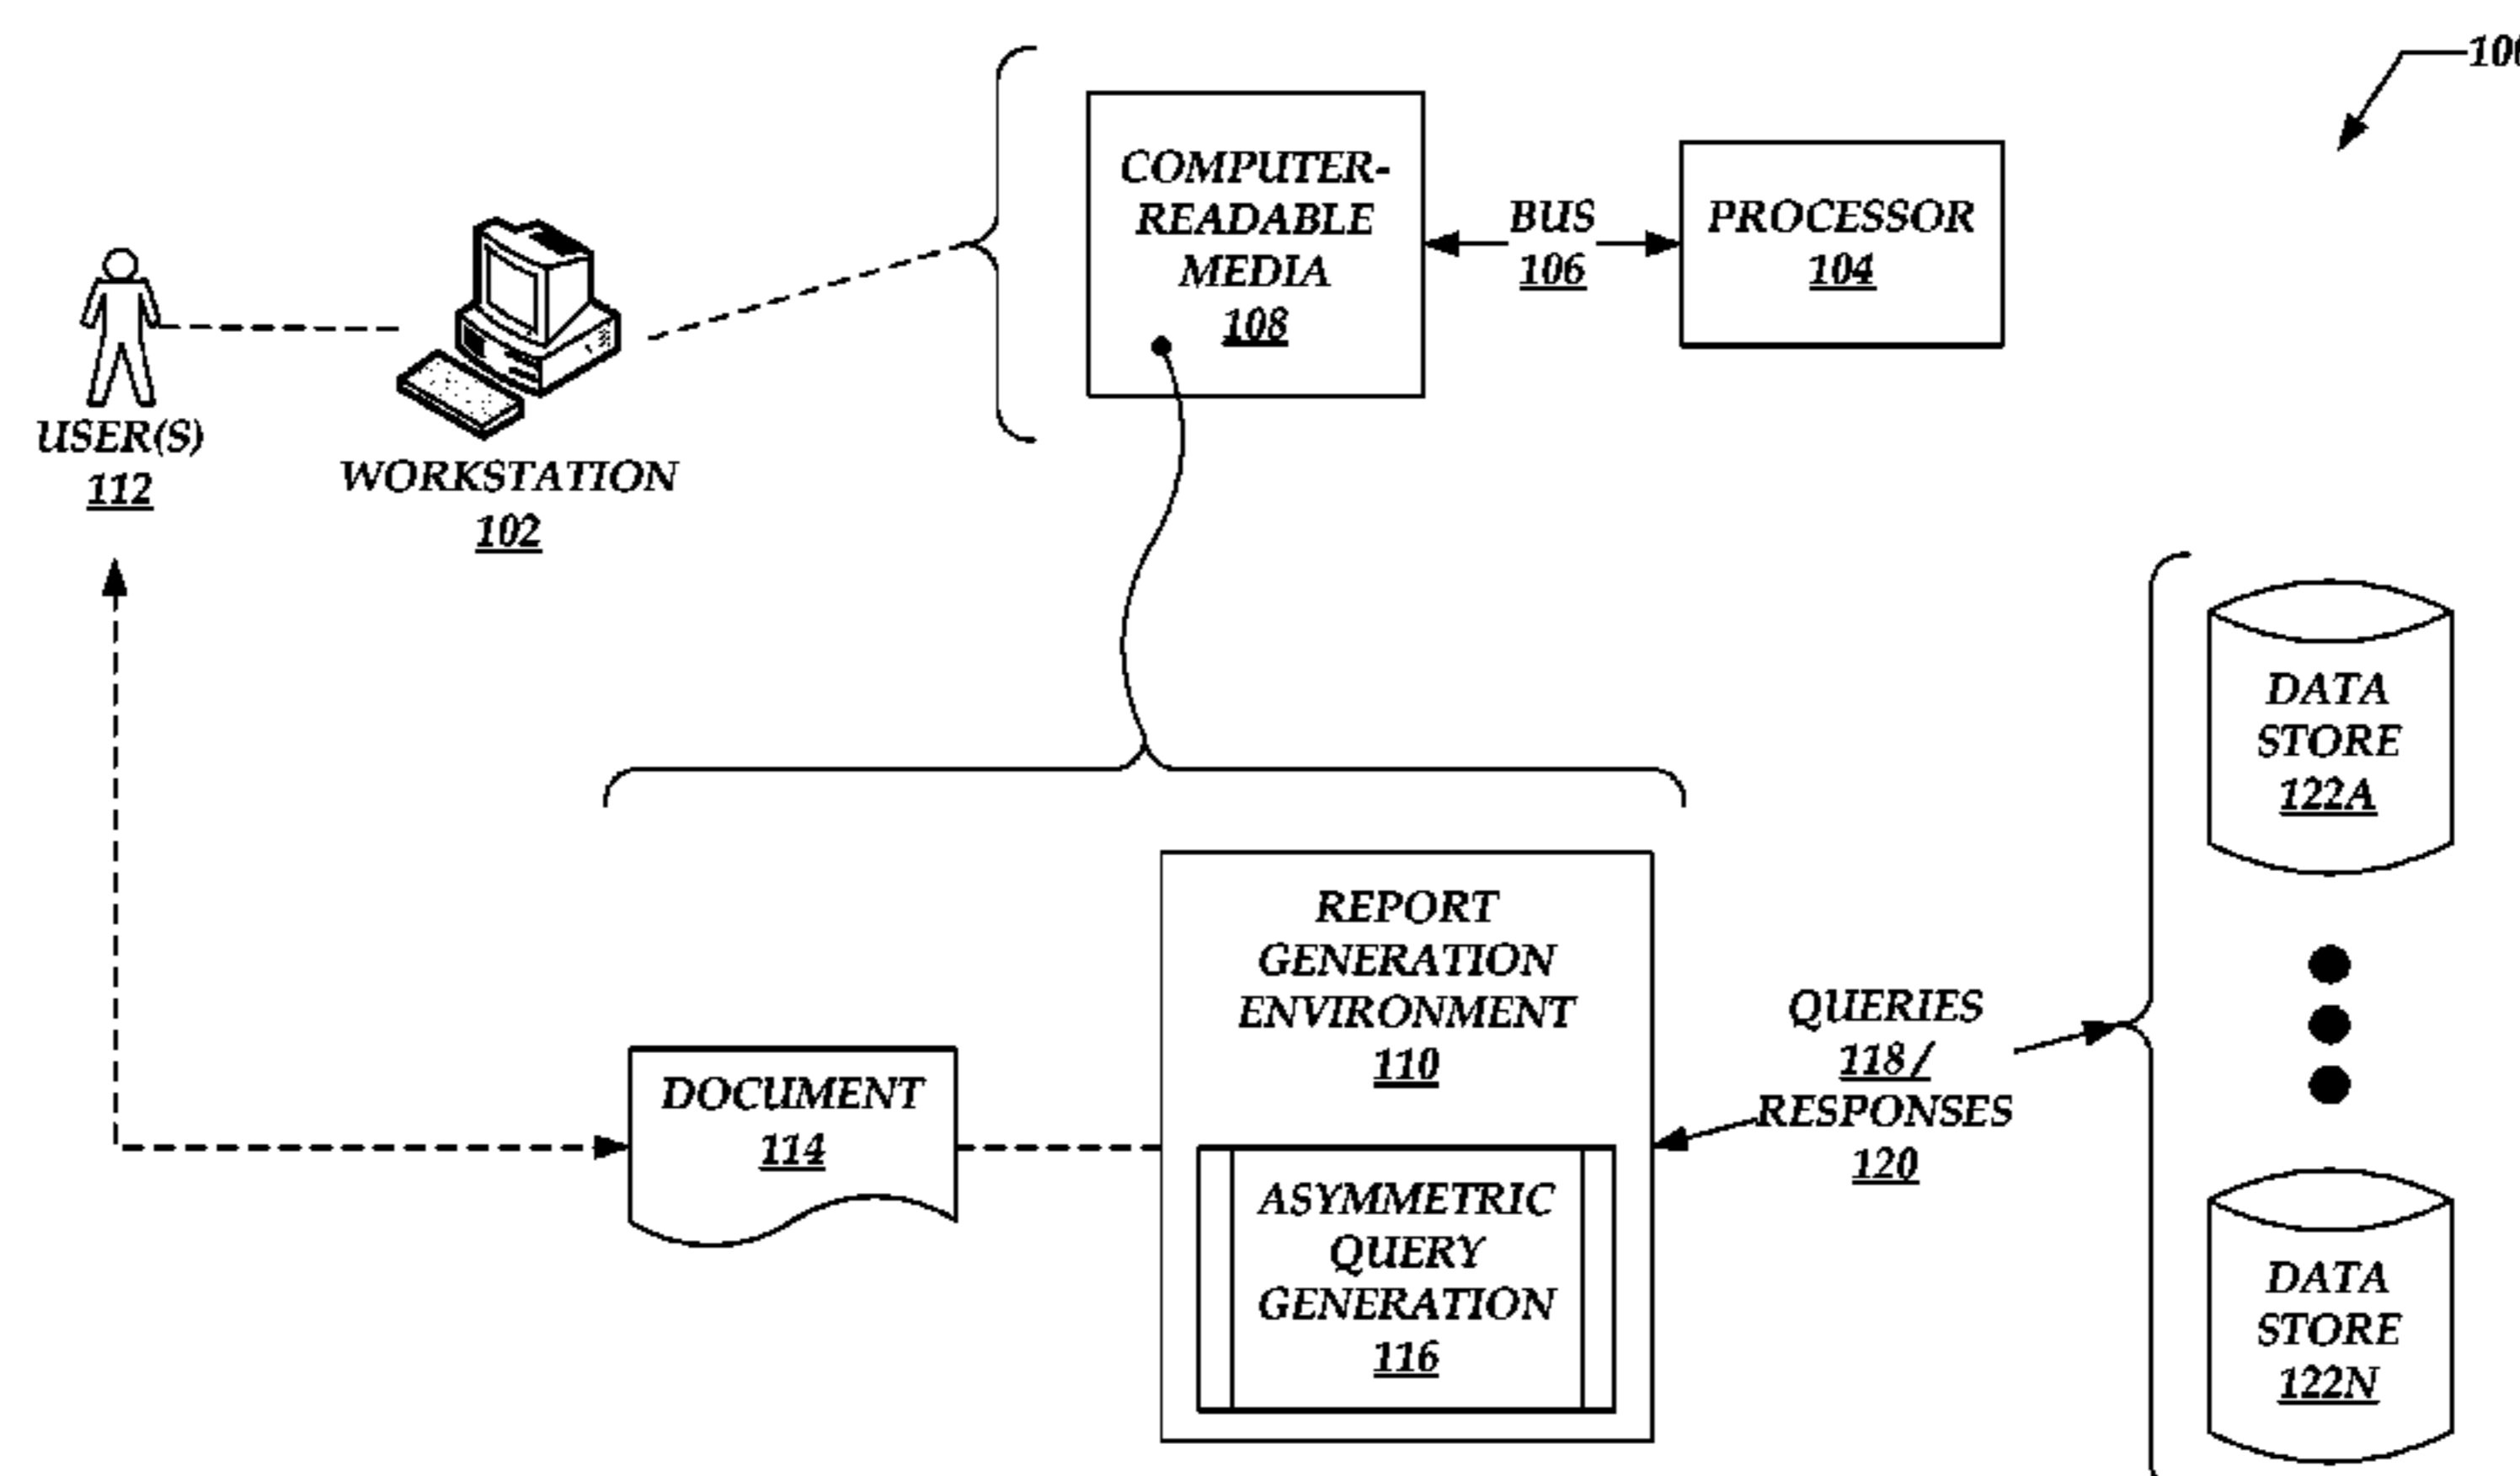 100
COMPUTER-
READABLE
MEDIA
108
BUS
106
PROCESSOR
104
USER(S)
112
WORKSTATION
102
DATA
STORE
122A
REPORT
GENERATION
ENVIRONMENT
110
QUERIES
118/
RESPONSES
120
DOCUMENT
114
ASYMMETRIC
QUERY
GENERATION
116
DATA
STORE
122N